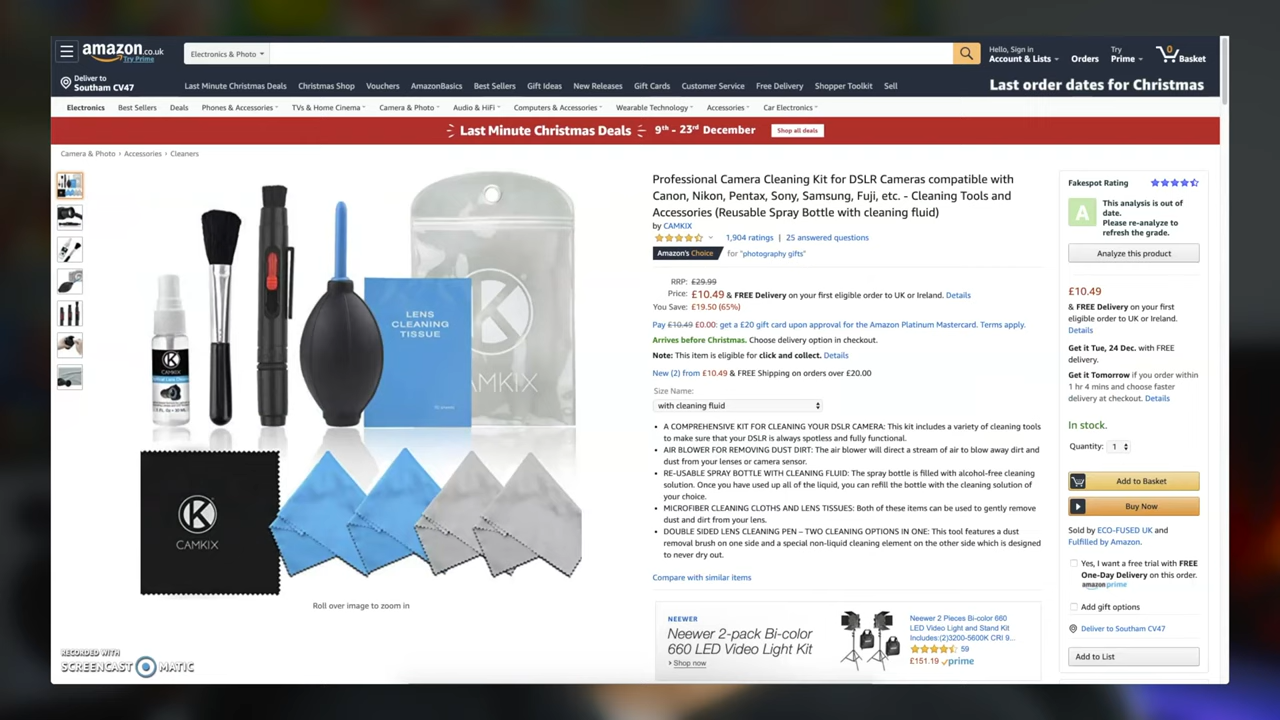 amazon.co.uk
Try Prime
Electronics & Photo
Hello, Sign in
Account & Lists
Orders
Try
Prime
0
Basket
Deliver to
Southam CV47
Last Minute Christmas Deals
Christmas Shop
Vouchers
AmazonBasics
Best Sellers
Gift Ideas
New Releases
Gift Cards
Customer Service
Free Delivery
Shopper Toolkit
Sell
Last order dates for Christmas
Electronics
Best Sellers
Deals
Phones & Accessories
TVs & Home Cinema
Camera & Photo
Audio & HiFi
Computers & Accessories
Wearable Technology
Accessories
Car Electronics
Last Minute Christmas Deals
9th - 23rd December
Shop all deals
Camera & Photo › Accessories › Cleaners
LENS
CLEANING
TISSUE
CAMKIX
AMKIX
K
CAMKIX
Roll over image to zoom in
RECORDED WITH
SCREENCAST MATIC
Professional Camera Cleaning Kit for DSLR Cameras compatible with
Canon, Nikon, Pentax, Sony, Samsung, Fuji, etc. - Cleaning Tools and
Accessories (Reusable Spray Bottle with cleaning fluid)
by CAMKIX
1,904 ratings | 25 answered questions
Amazon's Choice for "photography gifts"
RRP: £29.99
Price: £10.49 & FREE Delivery on your first eligible order to UK or Ireland. Details
You Save: £19.50 (65%)
Pay £10.49 £0.00: get a £20 gift card upon approval for the Amazon Platinum Mastercard. Terms apply.
Arrives before Christmas. Choose delivery option in checkout.
Note: This item is eligible for click and collect. Details
New (2) from £10.49 & FREE Shipping on orders over £20.00
Size Name:
with cleaning fluid
• A COMPREHENSIVE KIT FOR CLEANING YOUR DSLR CAMERA: This kit includes a variety of cleaning tools
to make sure that your DSLR is always spotless and fully functional.
• AIR BLOWER FOR REMOVING DUST DIRT: The air blower will direct a stream of air to blow away dirt and
dust from your lenses or camera sensor.
• RE-USABLE SPRAY BOTTLE WITH CLEANING FLUID: The spray bottle is filled with alcohol-free cleaning
solution. Once you have used up all of the liquid, you can refill the bottle with the cleaning solution of
your choice.
• MICROFIBER CLEANING CLOTHS AND LENS TISSUES: Both of these items can be used to gently remove
dust and dirt from your lens.
• DOUBLE SIDED LENS CLEANING PEN – TWO CLEANING OPTIONS IN ONE: This tool features a dust
removal brush on one side and a special non-liquid cleaning element on the other side which is designed
to never dry out.
Compare with similar items
NEEWER
Neewer 2-pack Bi-color
660 LED Video Light Kit
› Shop now
Neewer 2 Pieces Bi-color 660
LED Video Light and Stand Kit
Includes:(2)3200-5600K CRI 9...
59
£151.19 prime
Fakespot Rating
A
This analysis is out of
date.
Please re-analyze to
refresh the grade.
Analyze this product
£10.49
& FREE Delivery on your first
eligible order to UK or Ireland.
Details
Get it Tue, 24 Dec. with FREE
delivery.
Get it Tomorrow if you order within
1 hr 4 mins and choose faster
delivery at checkout. Details
In stock.
Quantity: 1
Add to Basket
Buy Now
Sold by ECO-FUSED UK and
Fulfilled by Amazon.
Yes, I want a free trial with FREE
One-Day Delivery on this order.
amazon prime
Add gift options
Deliver to Southam CV47
Add to List